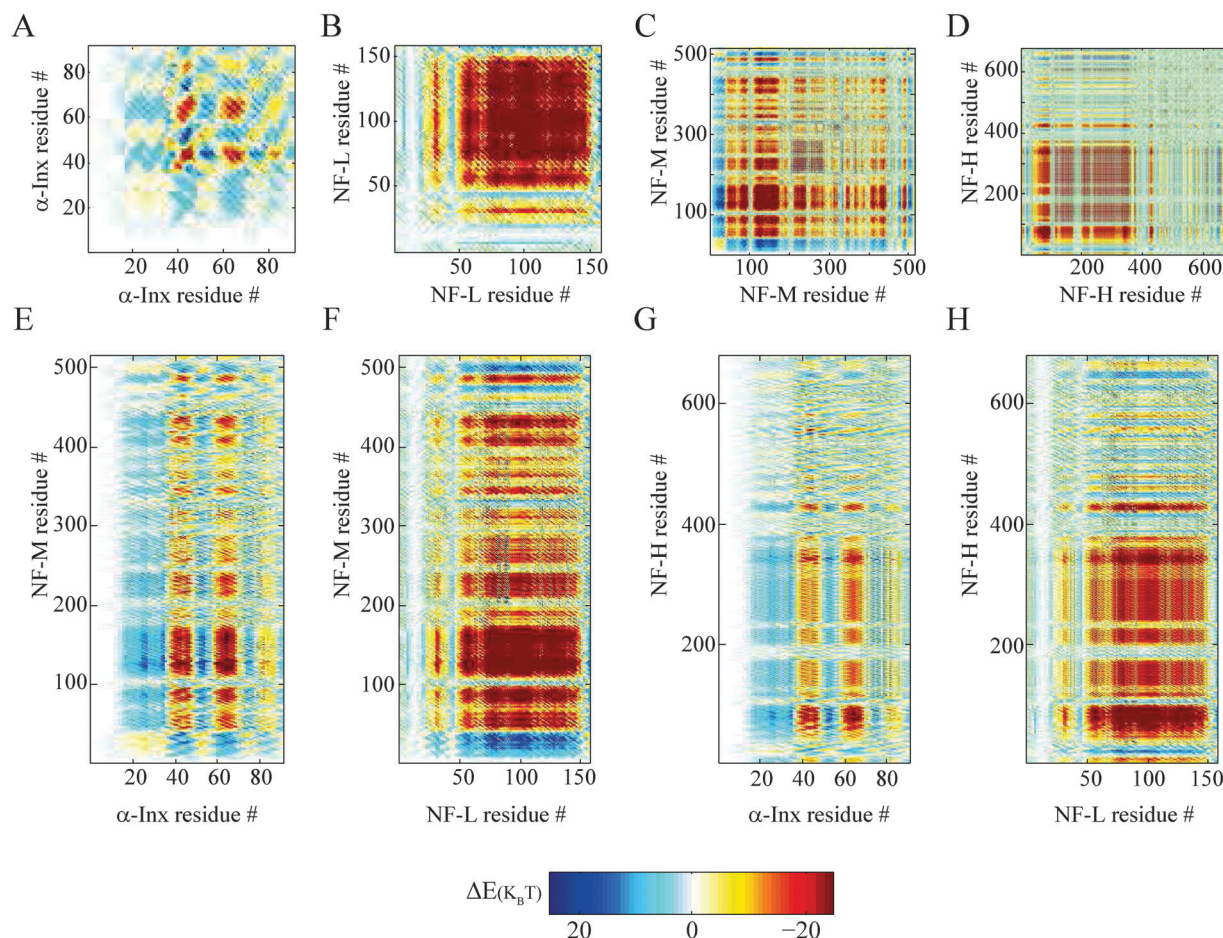 A
B
C
D
α-Inx residue #
80
60
40
20
20 40 60 80
α-Inx residue #
NF-L residue #
150
100
50
50 100 150
NF-L residue #
NF-M residue #
500
300
100
100 300 500
NF-M residue #
NF-H residue #
600
400
200
200 400 600
NF-H residue #
E
F
G
H
NF-M residue #
500
400
300
200
100
20 40 60 80
α-Inx residue #
NF-M residue #
500
400
300
200
100
50 100 150
NF-L residue #
NF-H residue #
600
400
200
20 40 60 80
α-Inx residue #
NF-H residue #
600
400
200
50 100 150
NF-L residue #
ΔE(KBT)
20 0 −20